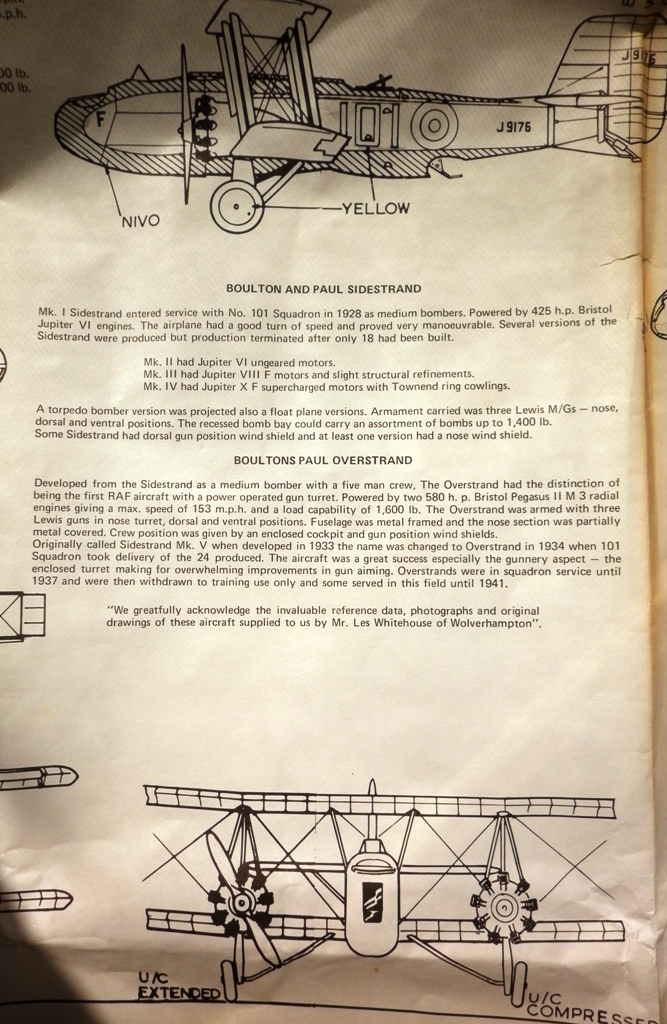 .p.h.
00 lb.
00 lb.
J9176
F
J9176
NIVO
YELLOW
BOULTON AND PAUL SIDESTRAND
Mk. I Sidestrand entered service with No. 101 Squadron in 1928 as medium bombers. Powered by 425 h.p. Bristol
Jupiter VI engines. The airplane had a good turn of speed and proved very manoeuvrable. Several versions of the
Sidestrand were produced but production terminated after only 18 had been built.
Mk. II had Jupiter VI ungeared motors.
Mk. III had Jupiter VIII F motors and slight structural refinements.
Mk. IV had Jupiter X F supercharged motors with Townend ring cowlings.
A torpedo bomber version was projected also a float plane versions. Armament carried was three Lewis M/Gs — nose,
dorsal and ventral positions. The recessed bomb bay could carry an assortment of bombs up to 1,400 lb.
Some Sidestrand had dorsal gun position wind shield and at least one version had a nose wind shield.
BOULTONS PAUL OVERSTRAND
Developed from the Sidestrand as a medium bomber with a five man crew, The Overstrand had the distinction of
being the first RAF aircraft with a power operated gun turret. Powered by two 580 h. p. Bristol Pegasus II M 3 radial
engines giving a max. speed of 153 m.p.h. and a load capability of 1,600 lb. The Overstrand was armed with three
Lewis guns in nose turret, dorsal and ventral positions. Fuselage was metal framed and the nose section was partially
metal covered. Crew position was given by an enclosed cockpit and gun position wind shields.
Originally called Sidestrand Mk. V when developed in 1933 the name was changed to Overstrand in 1934 when 101
Squadron took delivery of the 24 produced. The aircraft was a great success especially the gunnery aspect — the
enclosed turret making for overwhelming improvements in gun aiming. Overstrands were in squadron service until
1937 and were then withdrawn to training use only and some served in this field until 1941.
"We greatfully acknowledge the invaluable reference data, photographs and original
drawings of these aircraft supplied to us by Mr. Les Whitehouse of Wolverhampton".
U/C
EXTENDED
U/C
COMPRESSED